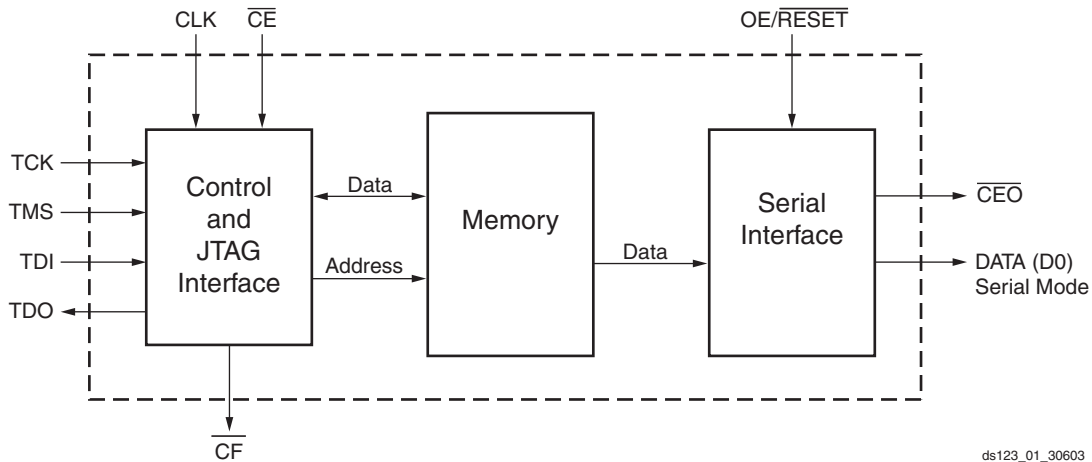 CLK
CE
OE/RESET
TCK
TMS
TDI
TDO
Control
and
JTAG
Interface
Data
Address
Memory
Data
Serial
Interface
CEO
DATA (D0)
Serial Mode
CF
ds123_01_30603